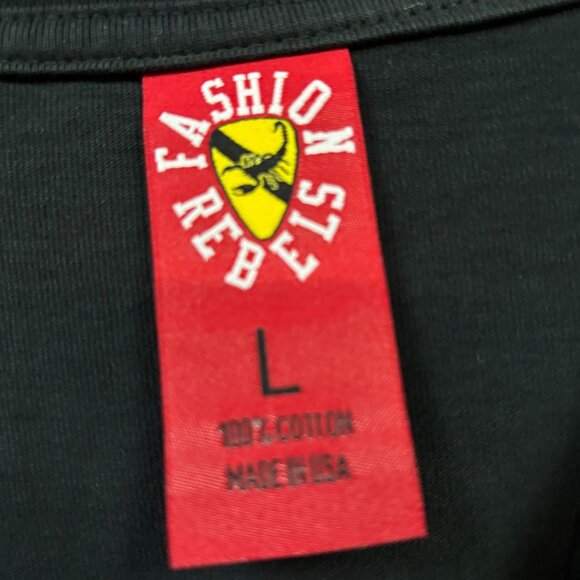 FASHION
REBELS
L
100% COTTON
MADE IN USA